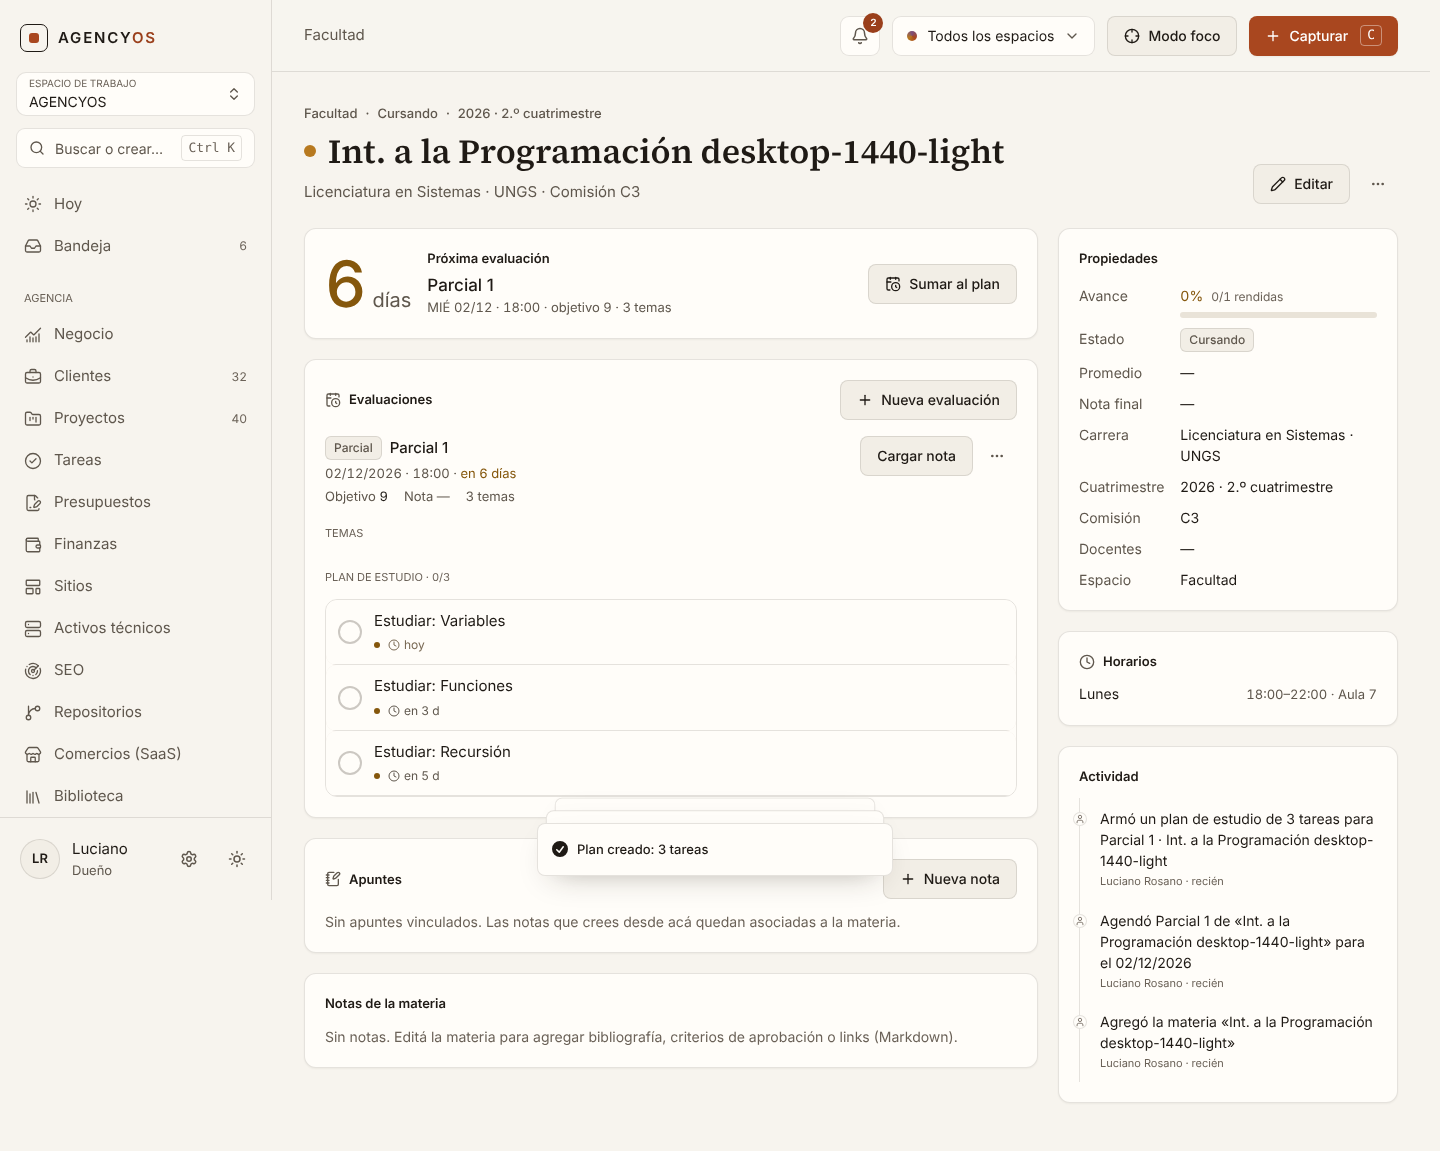 AGENCYOS
ESPACIO DE TRABAJO
AGENCYOS
Buscar o crear... Ctrl K
Hoy
Bandeja 6
AGENCIA
Negocio
Clientes 32
Proyectos 40
Tareas
Presupuestos
Finanzas
Sitios
Activos técnicos
SEO
Repositorios
Comercios (SaaS)
Biblioteca
LR
Luciano
Dueño
Facultad
2
Todos los espacios
Modo foco
Capturar C
Facultad · Cursando · 2026 · 2.º cuatrimestre
Int. a la Programación desktop-1440-light
Licenciatura en Sistemas · UNGS · Comisión C3
Editar
6 días
Próxima evaluación
Parcial 1
MIÉ 02/12 · 18:00 · objetivo 9 · 3 temas
Sumar al plan
Evaluaciones
Nueva evaluación
Parcial Parcial 1
02/12/2026 · 18:00 · en 6 días
Objetivo 9 Nota — 3 temas
Cargar nota
TEMAS
PLAN DE ESTUDIO · 0/3
Estudiar: Variables
hoy
Estudiar: Funciones
en 3 d
Estudiar: Recursión
en 5 d
Plan creado: 3 tareas
Apuntes
Nueva nota
Sin apuntes vinculados. Las notas que crees desde acá quedan asociadas a la materia.
Notas de la materia
Sin notas. Editá la materia para agregar bibliografía, criterios de aprobación o links (Markdown).
Propiedades
Avance 0% 0/1 rendidas
Estado Cursando
Promedio —
Nota final —
Carrera Licenciatura en Sistemas ·
UNGS
Cuatrimestre 2026 · 2.º cuatrimestre
Comisión C3
Docentes —
Espacio Facultad
Horarios
Lunes 18:00–22:00 · Aula 7
Actividad
Armó un plan de estudio de 3 tareas para
Parcial 1 · Int. a la Programación desktop-
1440-light
Luciano Rosano · recién
Agendó Parcial 1 de «Int. a la
Programación desktop-1440-light» para
el 02/12/2026
Luciano Rosano · recién
Agregó la materia «Int. a la Programación
desktop-1440-light»
Luciano Rosano · recién